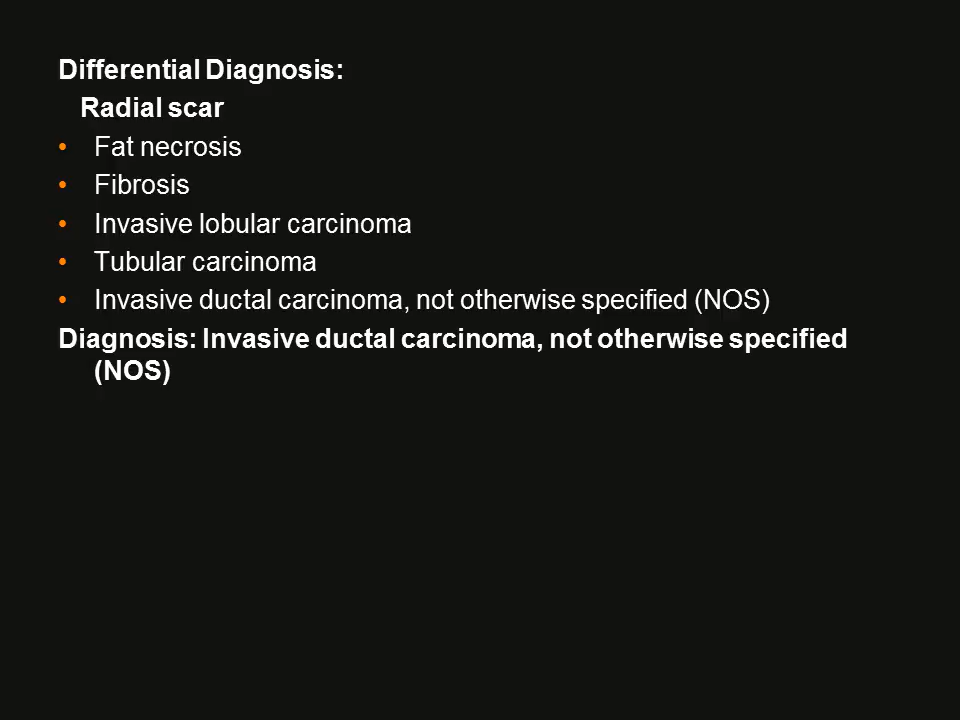 Differential Diagnosis:
Radial scar
• Fat necrosis
• Fibrosis
• Invasive lobular carcinoma
• Tubular carcinoma
• Invasive ductal carcinoma, not otherwise specified (NOS)
Diagnosis: Invasive ductal carcinoma, not otherwise specified
(NOS)